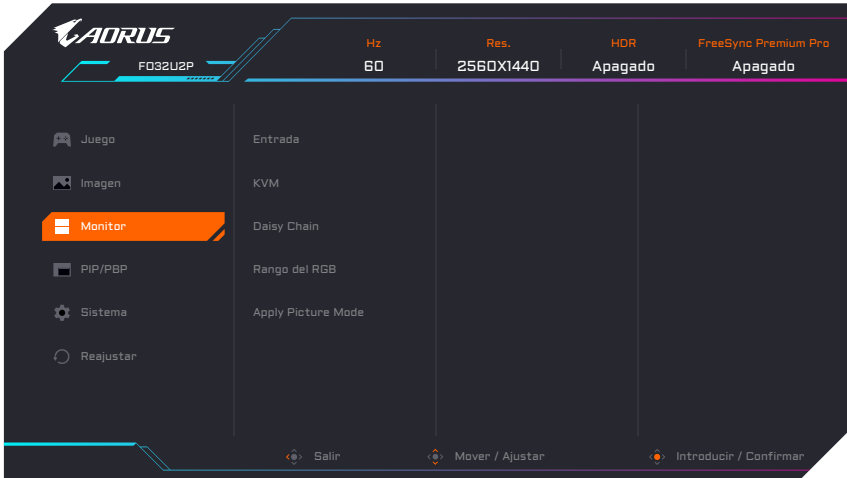 AORUS
FO32U2P
Hz
Res.
HDR
FreeSync Premium Pro
60
2560X1440
Apagado
Apagado
Juego
Imagen
Monitor
PIP/PBP
Sistema
Reajustar
Entrada
KVM
Daisy Chain
Rango del RGB
Apply Picture Mode
Salir
Mover / Ajustar
Introducir / Confirmar